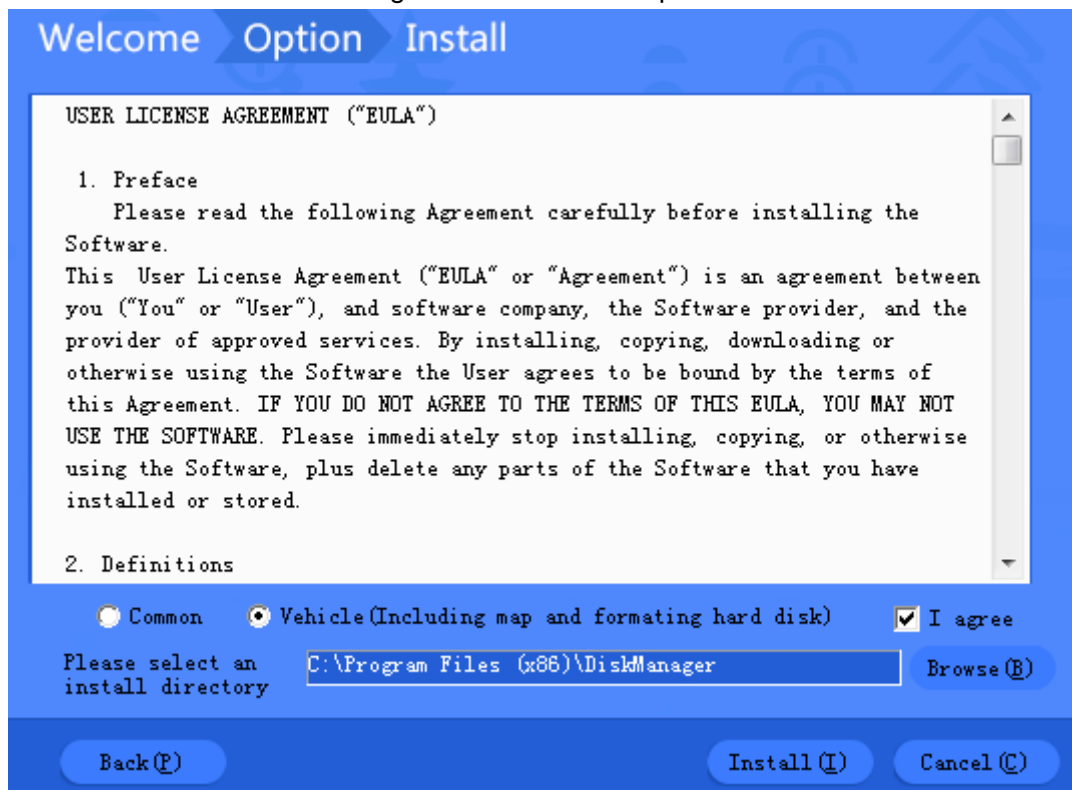 Welcome Option Install
USER LICENSE AGREEMENT ("EULA")
1. Preface
Please read the following Agreement carefully before installing the
Software.
This User License Agreement ("EULA" or "Agreement") is an agreement between
you ("You" or "User"), and software company, the Software provider, and the
provider of approved services. By installing, copying, downloading or
otherwise using the Software the User agrees to be bound by the terms of
this Agreement. IF YOU DO NOT AGREE TO THE TERMS OF THIS EULA, YOU MAY NOT
USE THE SOFTWARE. Please immediately stop installing, copying, or otherwise
using the Software, plus delete any parts of the Software that you have
installed or stored.
2. Definitions
Common Vehicle(Including map and formating hard disk) I agree
Please select an
install directory C:\Program Files (x86)\DiskManager Browse(B)
Back(P) Install(I) Cancel(C)